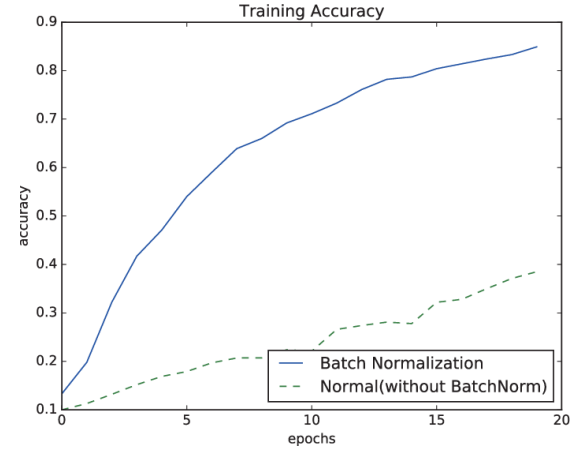 Training Accuracy
0.9
0.8
0.7
0.6
0.5
0.4
0.3
0.2
0.1
accuracy
Batch Normalization
Normal(without BatchNorm)
0 5 10 15 20
epochs